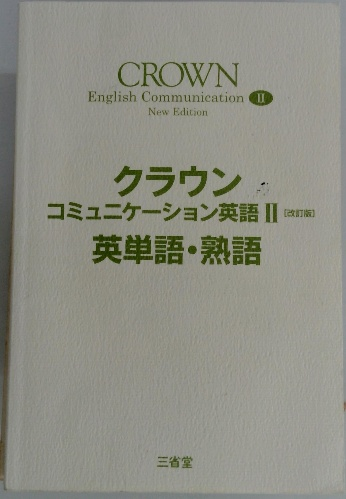 CROWN
English Communication II
New Edition
クラウン
コミュニケーション英語 II [改訂版]
英単語・熟語
三省堂